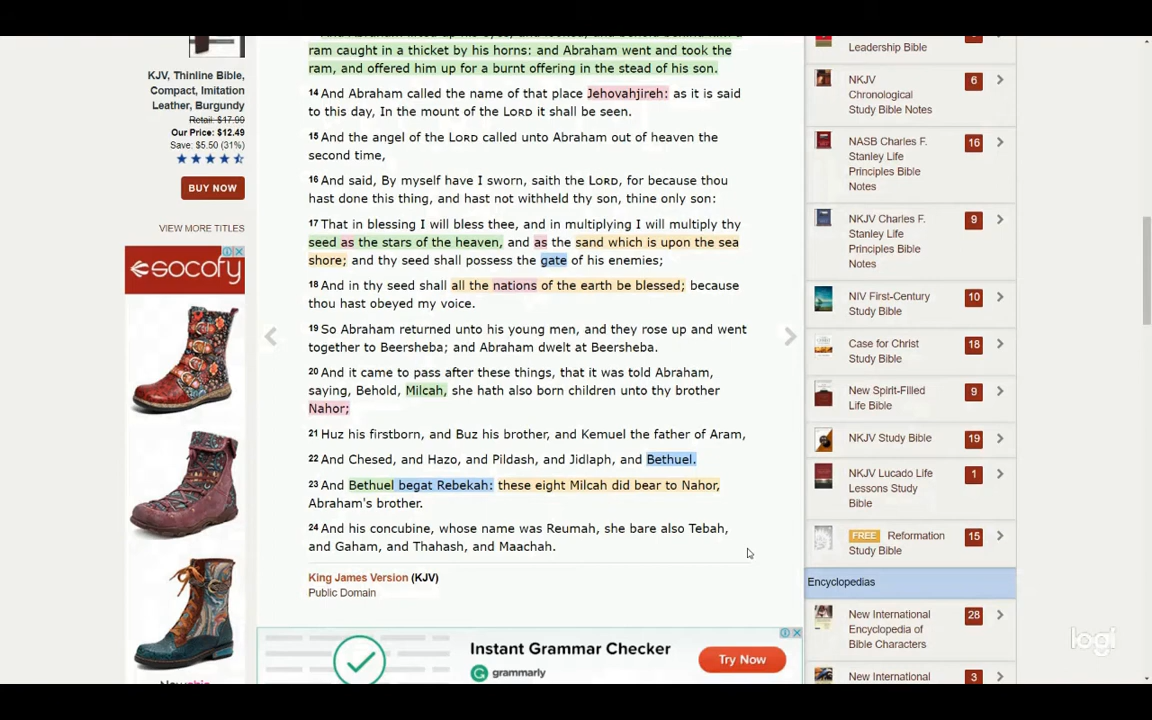 KJV, Thinline Bible,
Compact, Imitation
Leather, Burgundy
Retail: $17.99
Our Price: $12.49
Save: $5.50 (31%)
BUY NOW
VIEW MORE TITLES
socofy
ram caught in a thicket by his horns: and Abraham went and took the
ram, and offered him up for a burnt offering in the stead of his son.
14 And Abraham called the name of that place Jehovahjireh: as it is said
to this day, In the mount of the LORD it shall be seen.
15 And the angel of the LORD called unto Abraham out of heaven the
second time,
16 And said, By myself have I sworn, saith the LORD, for because thou
hast done this thing, and hast not withheld thy son, thine only son:
17 That in blessing I will bless thee, and in multiplying I will multiply thy
seed as the stars of the heaven, and as the sand which is upon the sea
shore; and thy seed shall possess the gate of his enemies;
18 And in thy seed shall all the nations of the earth be blessed; because
thou hast obeyed my voice.
19 So Abraham returned unto his young men, and they rose up and went
together to Beersheba; and Abraham dwelt at Beersheba.
20 And it came to pass after these things, that it was told Abraham,
saying, Behold, Milcah, she hath also born children unto thy brother
Nahor;
21 Huz his firstborn, and Buz his brother, and Kemuel the father of Aram,
22 And Chesed, and Hazo, and Pildash, and Jidlaph, and Bethuel.
23 And Bethuel begat Rebekah: these eight Milcah did bear to Nahor,
Abraham's brother.
24 And his concubine, whose name was Reumah, she bare also Tebah,
and Gaham, and Thahash, and Maachah.
King James Version (KJV)
Public Domain
Instant Grammar Checker
grammarly
Try Now
Leadership Bible
NKJV 6
Chronological
Study Bible Notes
NASB Charles F. 16
Stanley Life
Principles Bible
Notes
NKJV Charles F. 9
Stanley Life
Principles Bible
Notes
NIV First-Century 10
Study Bible
Case for Christ 18
Study Bible
New Spirit-Filled 9
Life Bible
NKJV Study Bible 19
NKJV Lucado Life 1
Lessons Study
Bible
FREE Reformation 15
Study Bible
Encyclopedias
New International 28
Encyclopedia of
Bible Characters
New International 3
logi